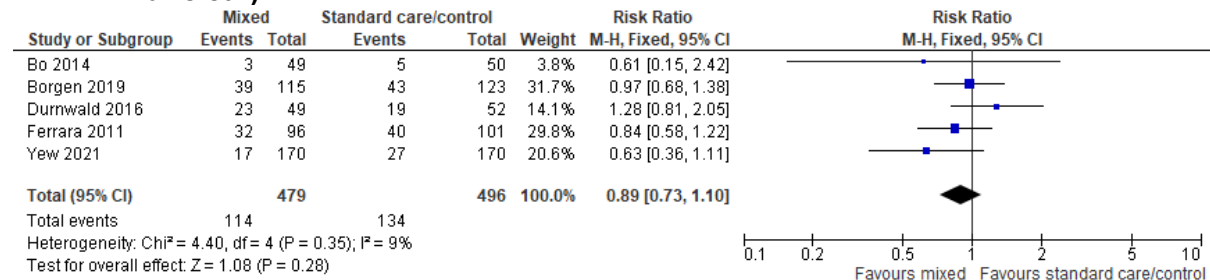 Mixed Standard care/control Risk Ratio Risk Ratio
Study or Subgroup Events Total Events Total Weight M-H, Fixed, 95% CI M-H, Fixed, 95% CI
Bo 2014 3 49 5 50 3.8% 0.61 [0.15, 2.42]
Borgen 2019 39 115 43 123 31.7% 0.97 [0.68, 1.38]
Durnwald 2016 23 49 19 52 14.1% 1.28 [0.81, 2.05]
Ferrara 2011 32 96 40 101 29.8% 0.84 [0.58, 1.22]
Yew 2021 17 170 27 170 20.6% 0.63 [0.36, 1.11]
Total (95% CI) 479 496 100.0% 0.89 [0.73, 1.10]
Total events 114 134
Heterogeneity: Chi² = 4.40, df = 4 (P = 0.35); I² = 9%
Test for overall effect: Z = 1.08 (P = 0.28)
0.1 0.2 0.5 1 2 5 10
Favours mixed Favours standard care/control